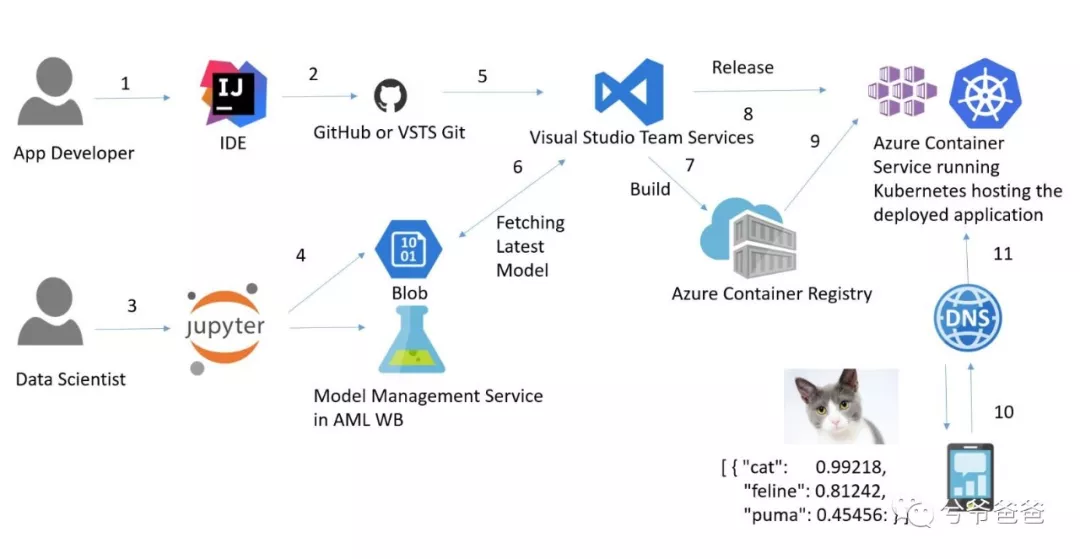 1
2
5
Release
8
IJ
App Developer
IDE
GitHub or VSTS Git
Visual Studio Team Services
9
Azure Container
Service running
Kubernetes hosting the
deployed application
6
7
Build
Fetching
Latest
Model
4
10
01
Blob
Azure Container Registry
11
3
jupyter
DNS
Data Scientist
Model Management Service
in AML WB
10
[ { "cat": 0.99218,
"feline": 0.81242,
"puma": 0.45456: } ]
兮爷爸爸